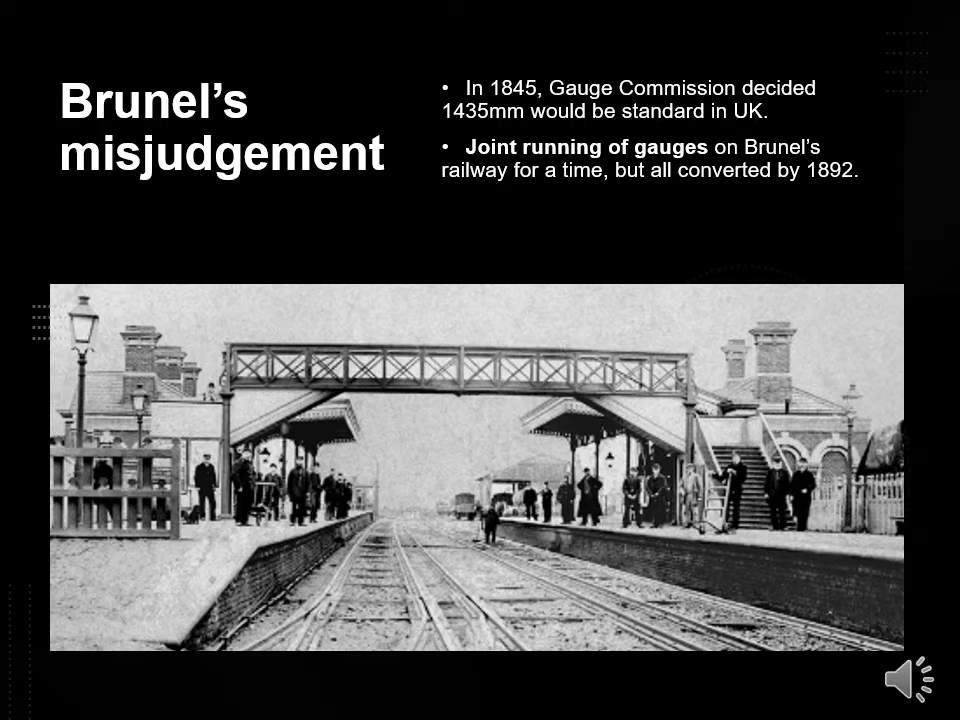 Brunel’s
misjudgement
• In 1845, Gauge Commission decided
1435mm would be standard in UK.
• Joint running of gauges on Brunel’s
railway for a time, but all converted by 1892.